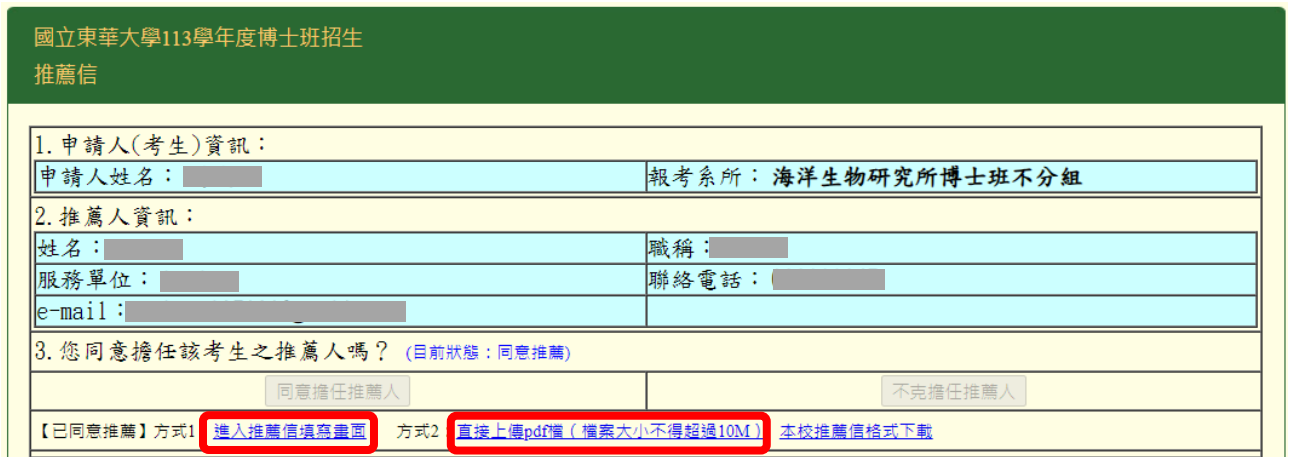 國立東華大學113學年度博士班招生
推薦信
1.申請人(考生)資訊：
申請人姓名： 報考系所：海洋生物研究所博士班不分組
2.推薦人資訊：
姓名： 職稱：
服務單位： 聯絡電話：
e-mail：
3.您同意擔任該考生之推薦人嗎？ (目前狀態：同意推薦)
同意擔任推薦人 不克擔任推薦人
【已同意推薦】方式1 進入推薦信填寫畫面 方式2： 直接上傳pdf檔（檔案大小不得超過10M） 本校推薦信格式下載